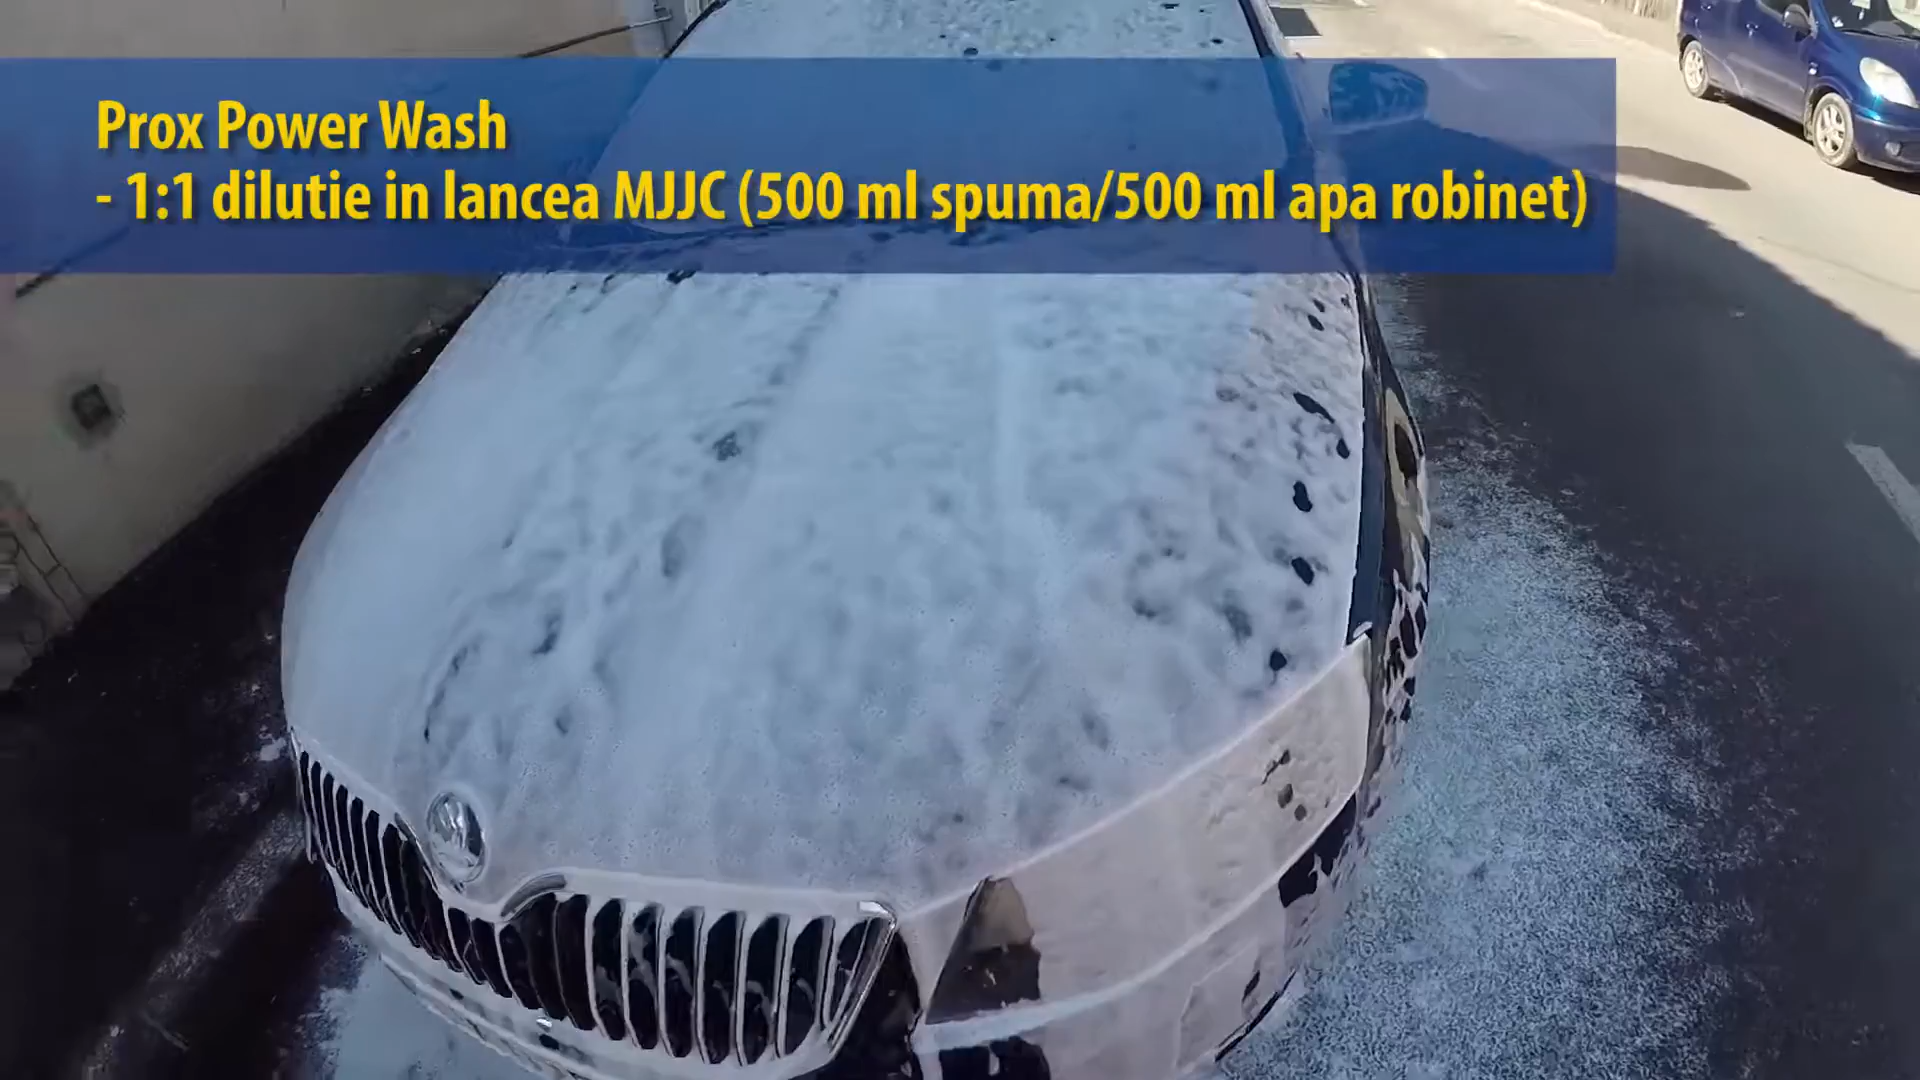 Prox Power Wash
- 1:1 dilutie in lancea MJJC (500 ml spuma/500 ml apa robinet)